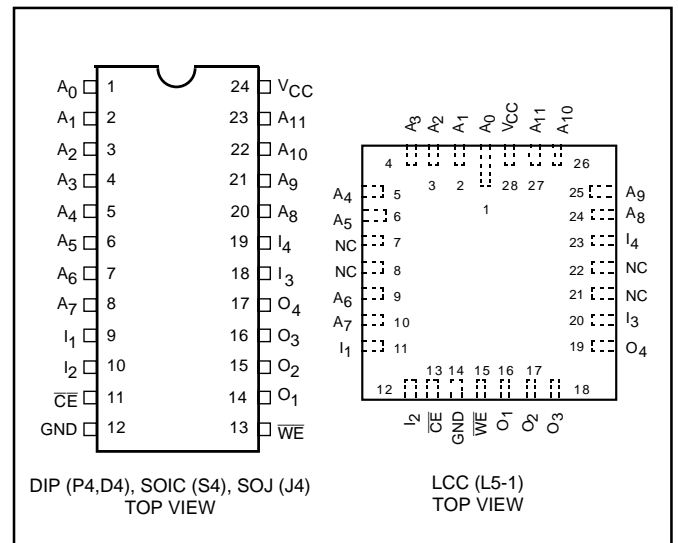 A0 1 24 VCC
A1 2 23 A11
A2 3 22 A10
A3 4 21 A9
A4 5 20 A8
A5 6 19 I4
A6 7 18 I3
A7 8 17 O4
I1 9 16 O3
I2 10 15 O2
CE 11 14 O1
GND 12 13 WE
DIP (P4,D4), SOIC (S4), SOJ (J4)
TOP VIEW
A3 A2 A1 A0 VCC A11 A10
4 3 2 1 28 27 26
A4 5 25 A9
A5 6 24 A8
NC 7 23 I4
NC 8 22 NC
A6 9 21 NC
A7 10 20 I3
I1 11 19 O4
12 13 14 15 16 17 18
I2 CE GND WE O1 O2 O3
LCC (L5-1)
TOP VIEW